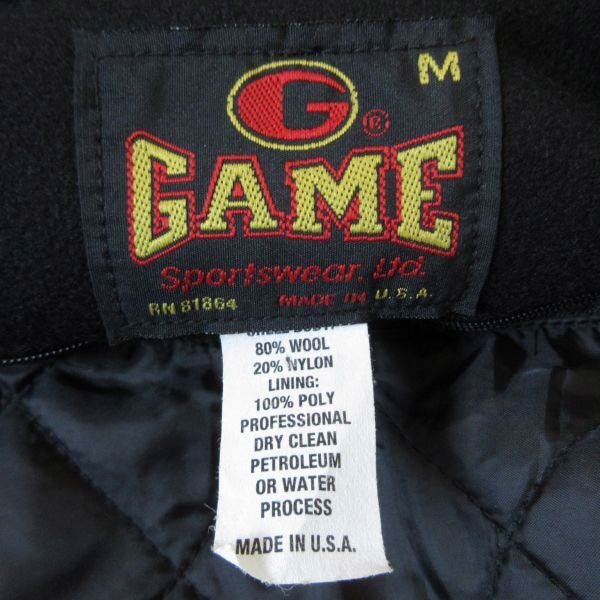 M
G ®
GAME
Sportswear, Ltd.
RN 81864 MADE IN U.S.A.
80% WOOL
20% NYLON
LINING:
100% POLY
PROFESSIONAL
DRY CLEAN
PETROLEUM
OR WATER
PROCESS
MADE IN U.S.A.